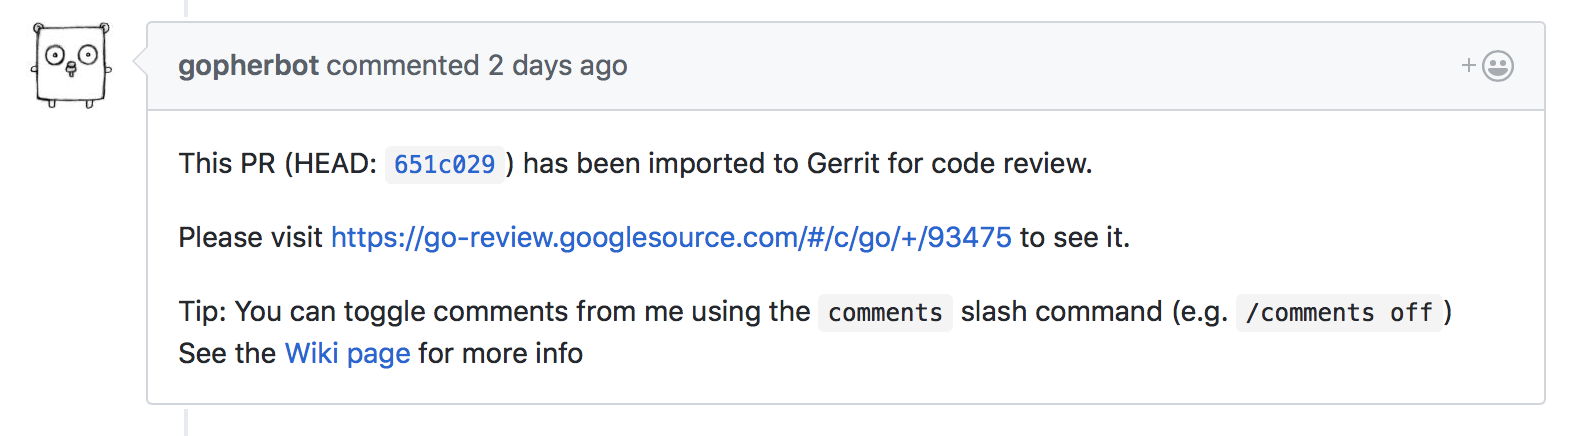 gopherbot commented 2 days ago
This PR (HEAD: 651c029) has been imported to Gerrit for code review.
Please visit https://go-review.googlesource.com/#/c/go/+/93475 to see it.
Tip: You can toggle comments from me using the comments slash command (e.g. /comments off)
See the Wiki page for more info